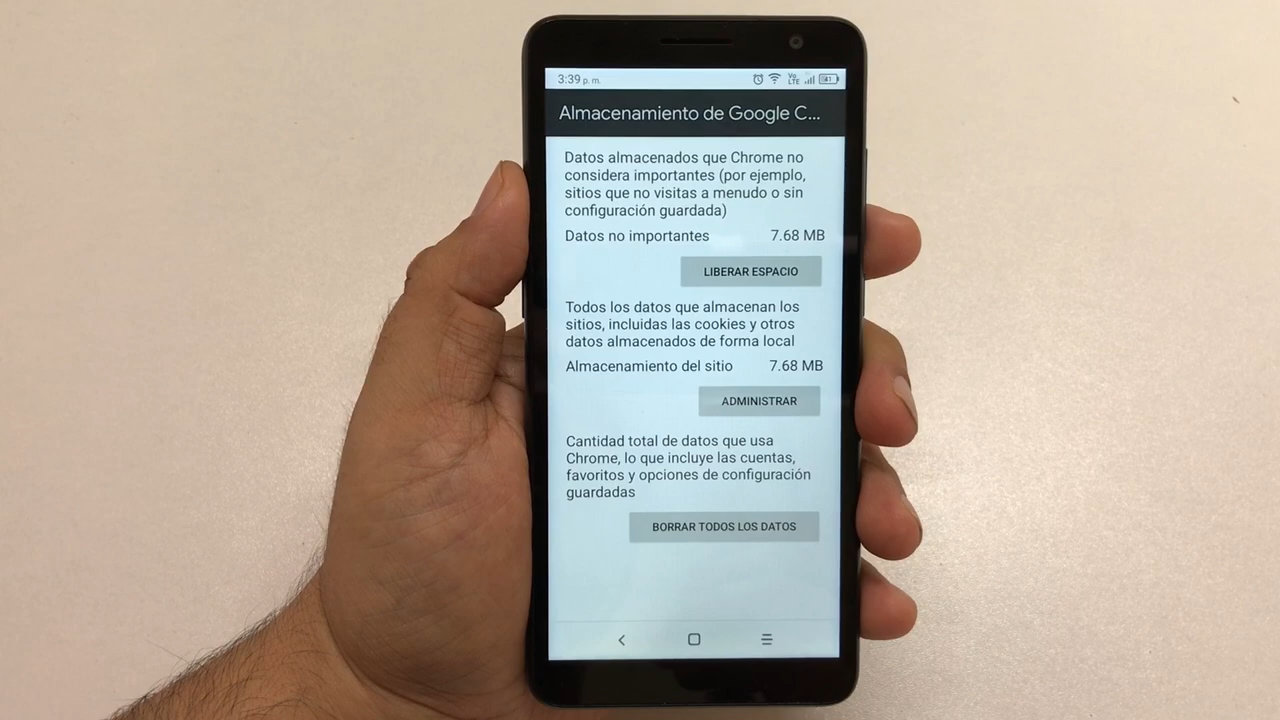 3:39 p. m.
Vo
LTE
41
Almacenamiento de Google C...
Datos almacenados que Chrome no
considera importantes (por ejemplo,
sitios que no visitas a menudo o sin
configuración guardada)
Datos no importantes 7.68 MB
LIBERAR ESPACIO
Todos los datos que almacenan los
sitios, incluidas las cookies y otros
datos almacenados de forma local
Almacenamiento del sitio 7.68 MB
ADMINISTRAR
Cantidad total de datos que usa
Chrome, lo que incluye las cuentas,
favoritos y opciones de configuración
guardadas
BORRAR TODOS LOS DATOS